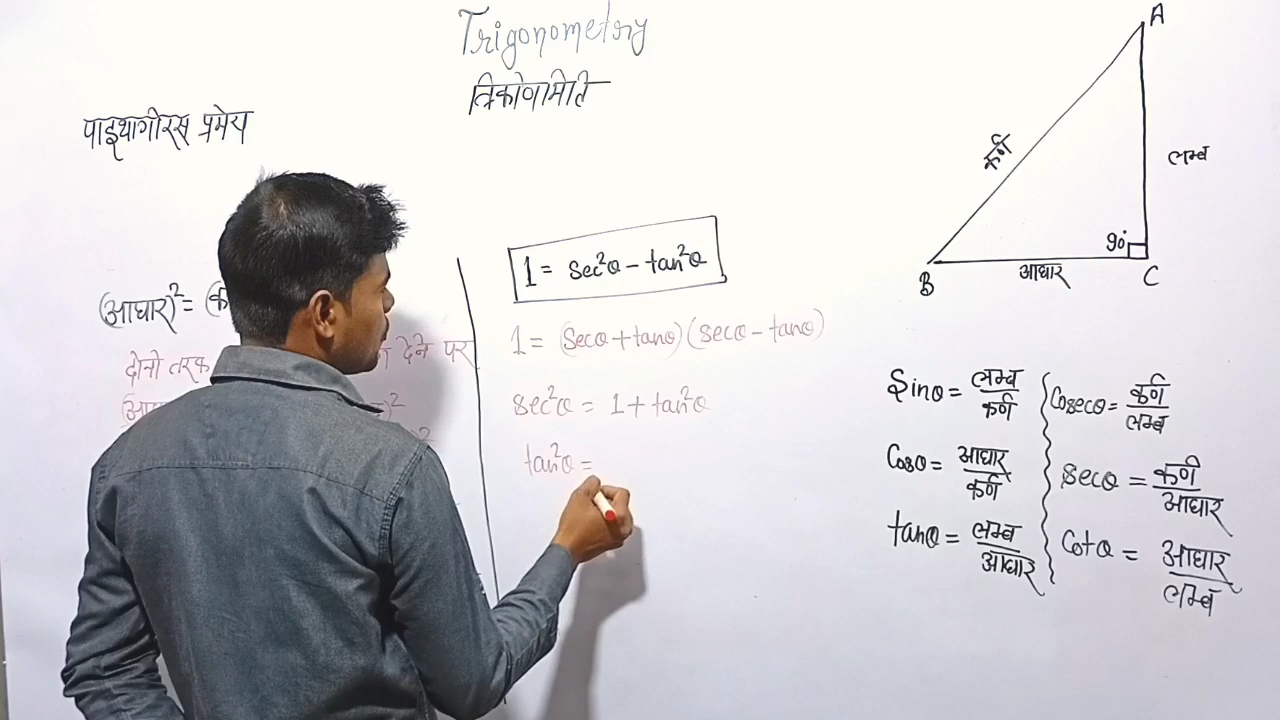 Trigonometry
त्रिकोणामिति
पाइथागोरस प्रमेय
(आधार)² =
दोनो तरफ
देने पर
1 = sec²θ - tan²θ
1 = (secθ + tanθ)(secθ - tanθ)
sec²θ = 1 + tan²θ
tan²θ =
A
कर्ण
लम्ब
90°
B
आधार
C
Sinθ = लम्ब/कर्ण
Cosecθ = कर्ण/लम्ब
Cosθ = आधार/कर्ण
secθ = कर्ण/आधार
tanθ = लम्ब/आधार
Cotθ = आधार/लम्ब